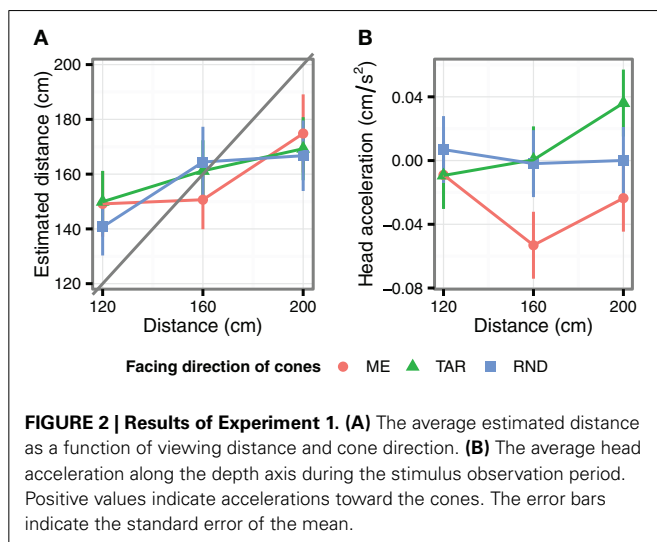 A
B
200
180
160
140
120
Estimated distance (cm)
120 160 200
Distance (cm)
0.04
0.00
−0.04
−0.08
Head acceleration (cm/s²)
120 160 200
Distance (cm)
Facing direction of cones ME TAR RND
FIGURE 2 | Results of Experiment 1. (A) The average estimated distance
as a function of viewing distance and cone direction. (B) The average head
acceleration along the depth axis during the stimulus observation period.
Positive values indicate accelerations toward the cones. The error bars
indicate the standard error of the mean.